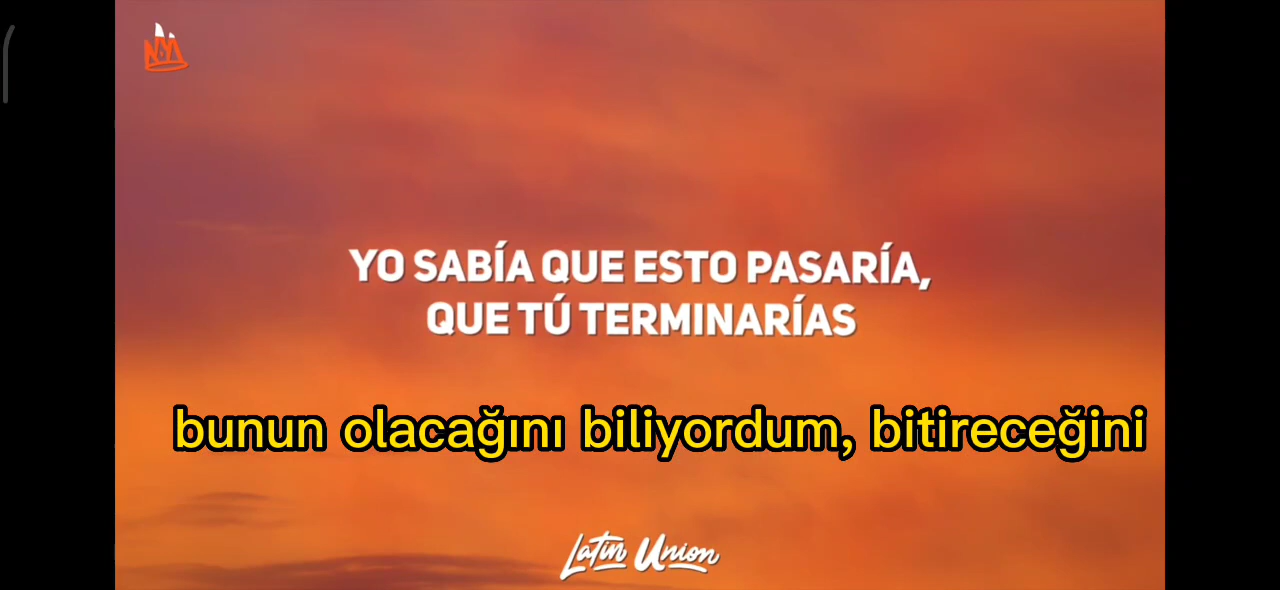 YO SABÍA QUE ESTO PASARÍA,
QUE TÚ TERMINARÍAS
bunun olacağını biliyordum, bitireceğini
Latin Union